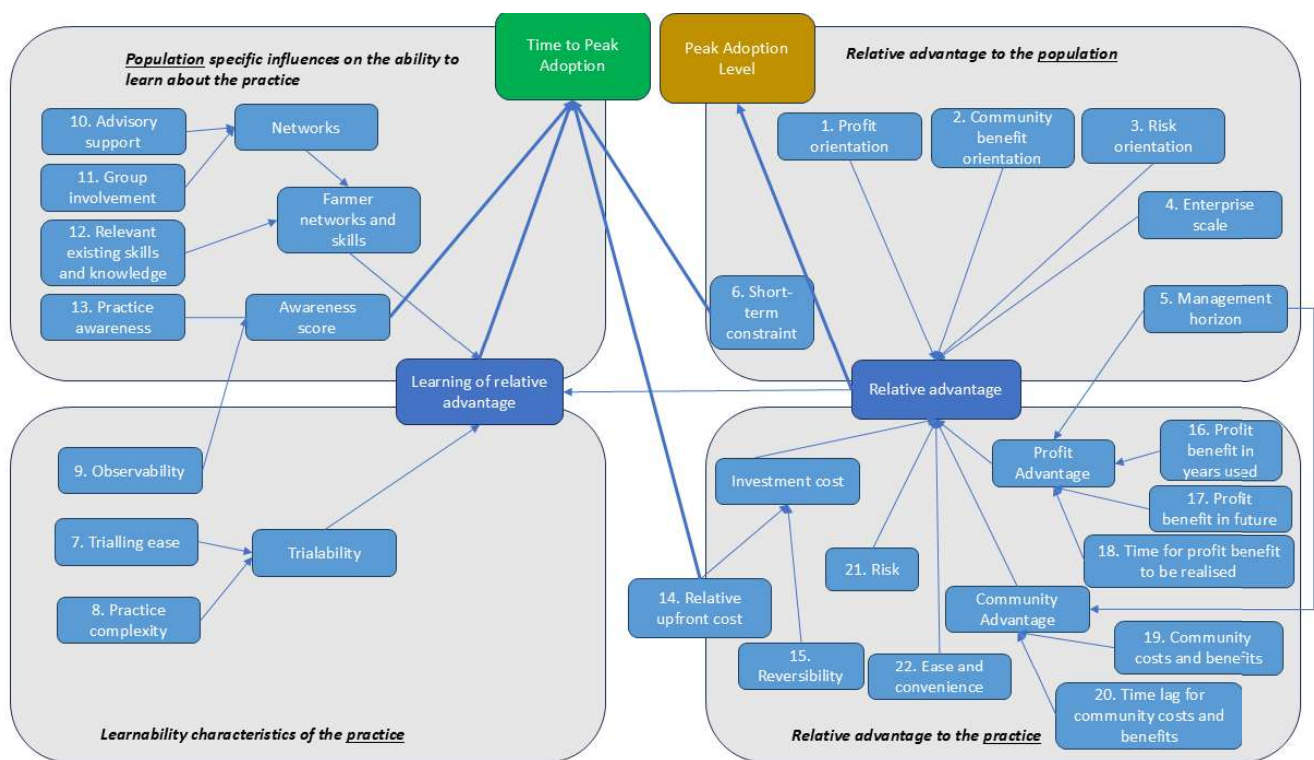 Population specific influences on the ability to
learn about the practice
Time to Peak
Adoption
Peak Adoption
Level
Relative advantage to the population
10. Advisory
support
Networks
11. Group
involvement
Farmer
networks and
skills
12. Relevant
existing skills
and knowledge
13. Practice
awareness
Awareness
score
1. Profit
orientation
2. Community
benefit
orientation
3. Risk
orientation
4. Enterprise
scale
6. Short-
term
constraint
5. Management
horizon
Learning of relative
advantage
Relative advantage
9. Observability
7. Trialling ease
Trialability
8. Practice
complexity
Learnability characteristics of the practice
Investment cost
Profit
Advantage
16. Profit
benefit in
years used
17. Profit
benefit in future
18. Time for profit benefit
to be realised
21. Risk
14. Relative
upfront cost
Community
Advantage
15.
Reversibility
22. Ease and
convenience
19. Community
costs and benefits
20. Time lag for
community costs and
benefits
Relative advantage to the practice